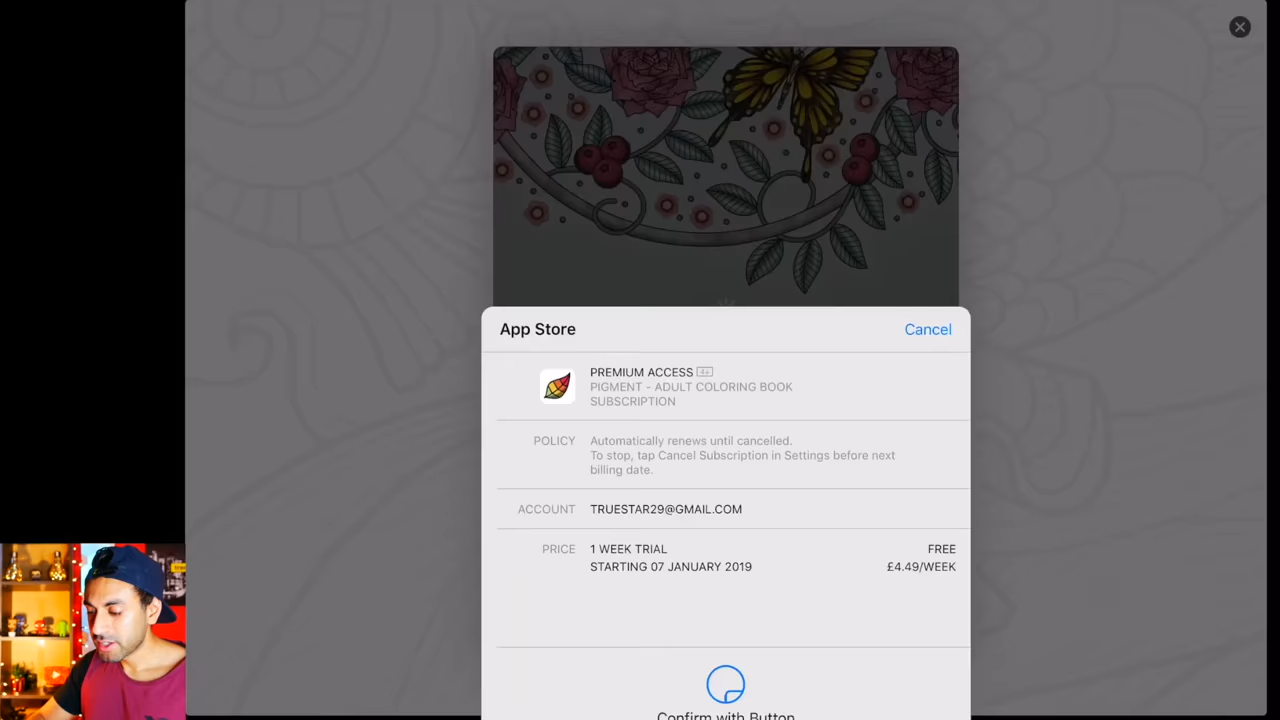 App Store
Cancel
PREMIUM ACCESS 4+
PIGMENT - ADULT COLORING BOOK
SUBSCRIPTION
POLICY
Automatically renews until cancelled.
To stop, tap Cancel Subscription in Settings before next
billing date.
ACCOUNT
TRUESTAR29@GMAIL.COM
PRICE
1 WEEK TRIAL
FREE
STARTING 07 JANUARY 2019
£4.49/WEEK
Confirm with Button